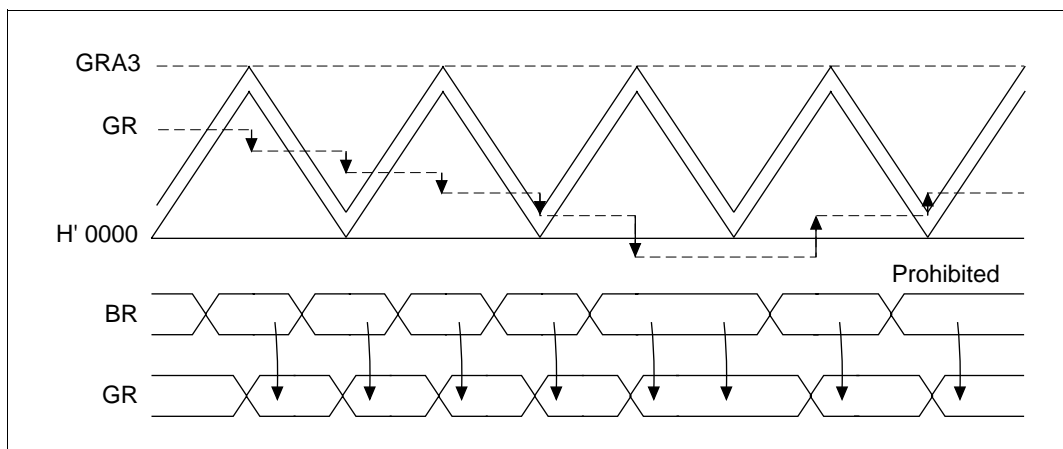 GRA3
GR
H' 0000
Prohibited
BR
GR